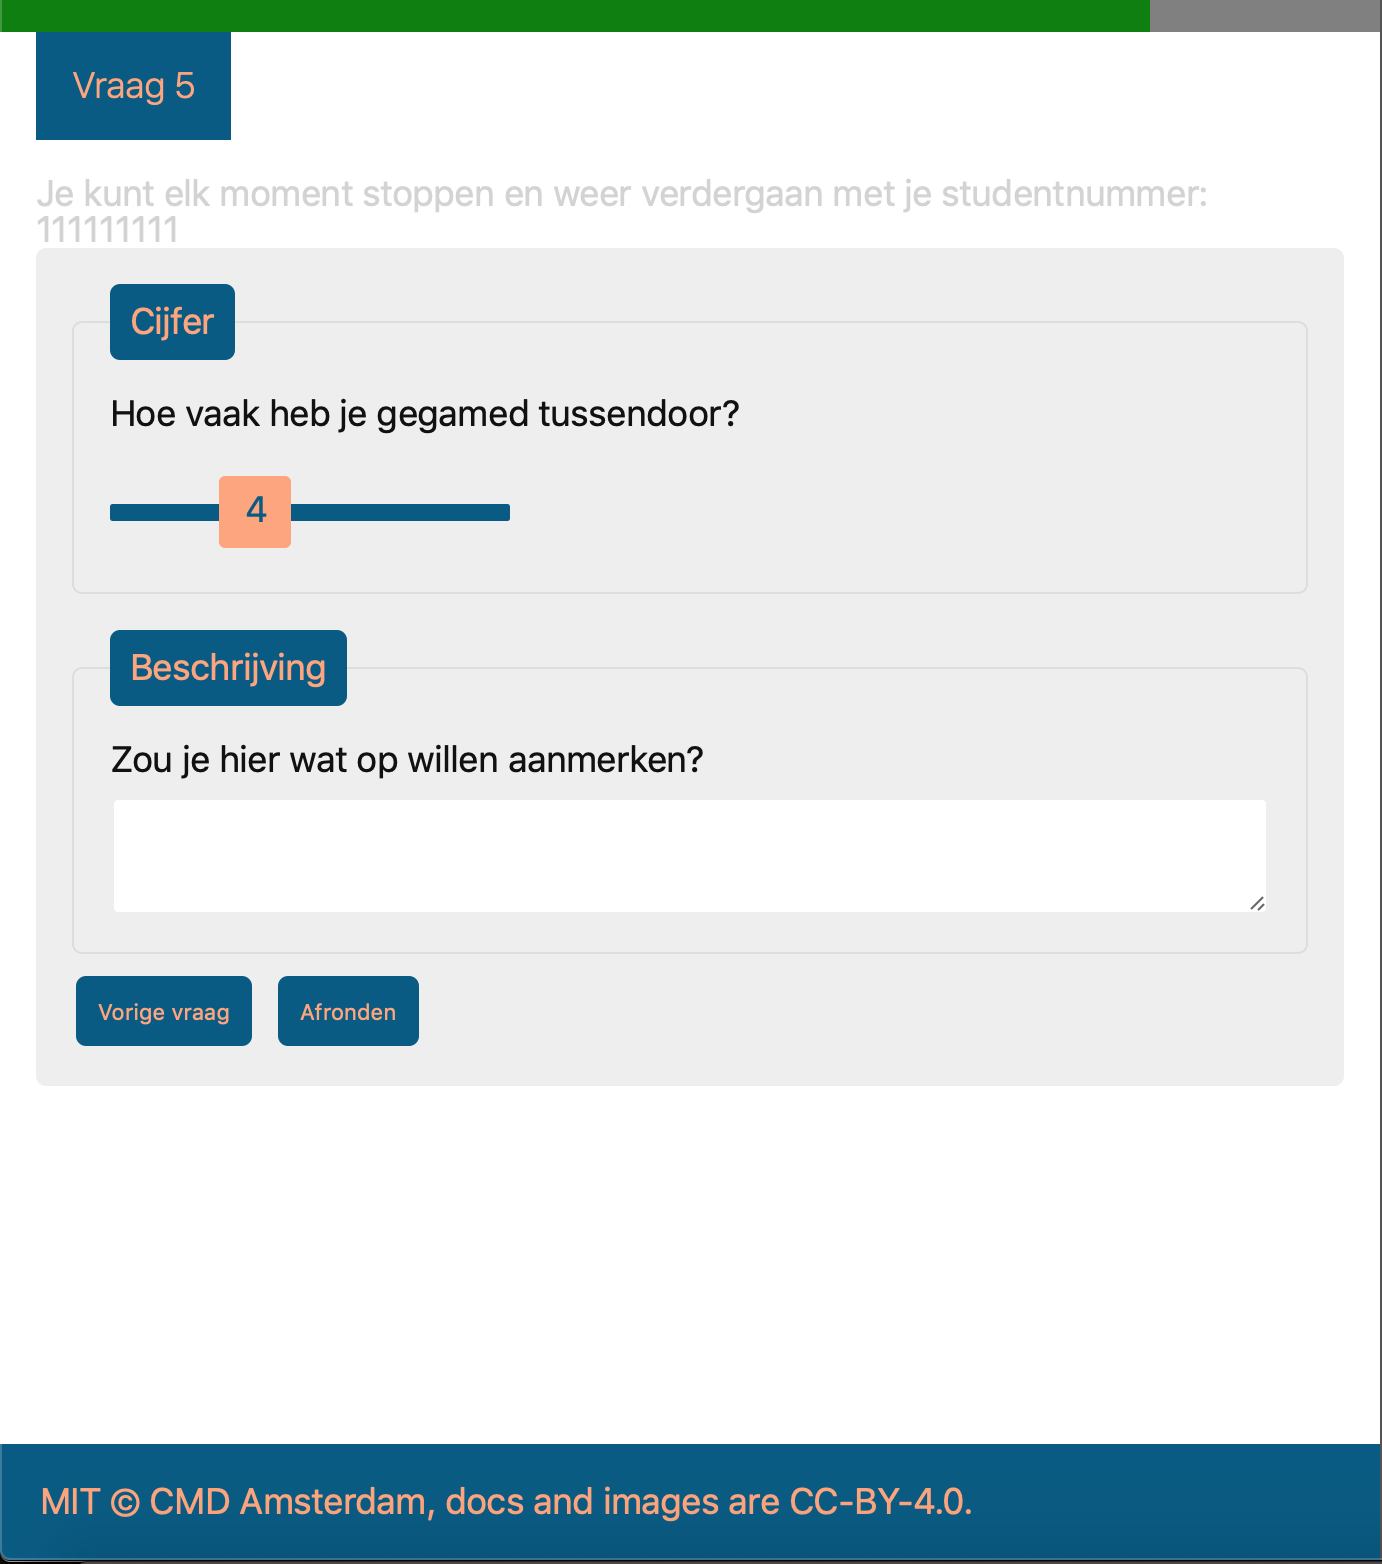 Vraag 5
Je kunt elk moment stoppen en weer verdergaan met je studentnummer:
111111111
Cijfer
Hoe vaak heb je gegamed tussendoor?
4
Beschrijving
Zou je hier wat op willen aanmerken?
Vorige vraag
Afronden
MIT © CMD Amsterdam, docs and images are CC-BY-4.0.